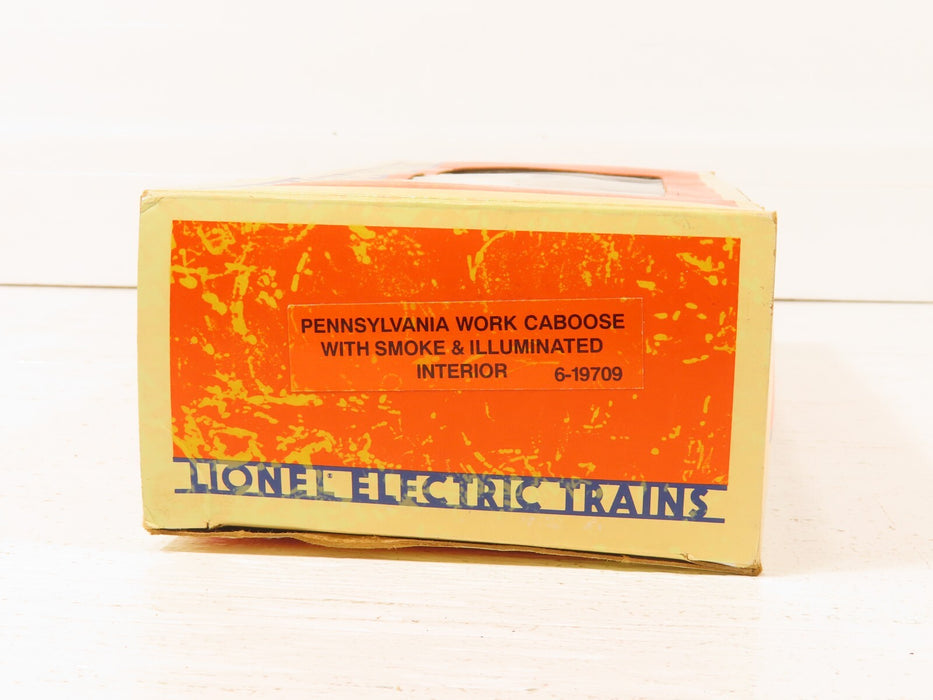 PENNSYLVANIA WORK CABOOSE
WITH SMOKE & ILLUMINATED
INTERIOR 6-19709
LIONEL® ELECTRIC TRAINS